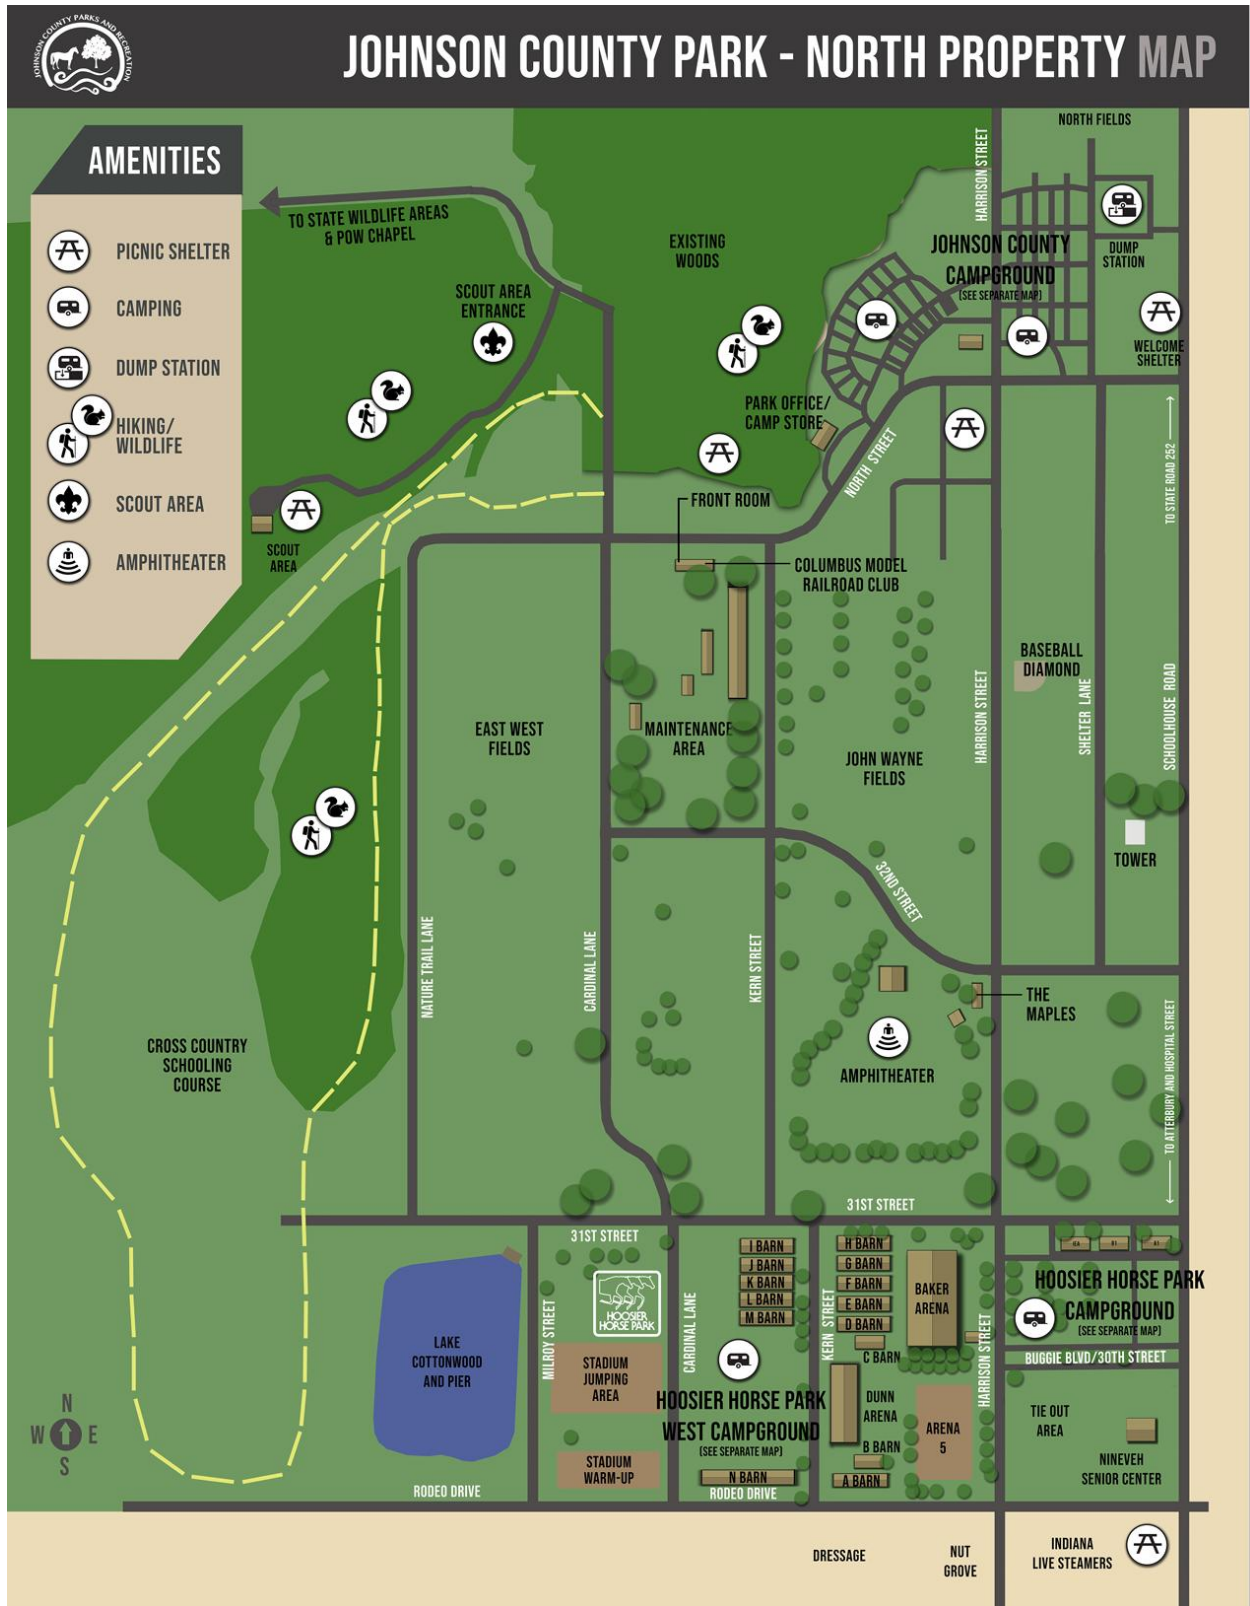 JOHNSON COUNTY PARKS AND RECREATION
JOHNSON COUNTY PARK - NORTH PROPERTY MAP
AMENITIES
PICNIC SHELTER
CAMPING
DUMP STATION
HIKING/
WILDLIFE
SCOUT AREA
AMPHITHEATER
TO STATE WILDLIFE AREAS
& POW CHAPEL
SCOUT AREA
ENTRANCE
EXISTING
WOODS
NORTH FIELDS
HARRISON STREET
JOHNSON COUNTY
CAMPGROUND
(SEE SEPARATE MAP)
DUMP
STATION
WELCOME
SHELTER
PARK OFFICE/
CAMP STORE
NORTH STREET
TO STATE ROAD 252
FRONT ROOM
COLUMBUS MODEL
RAILROAD CLUB
SCOUT
AREA
BASEBALL
DIAMOND
HARRISON STREET
SHELTER LANE
SCHOOLHOUSE ROAD
EAST WEST
FIELDS
MAINTENANCE
AREA
JOHN WAYNE
FIELDS
32ND STREET
TOWER
NATURE TRAIL LANE
CARDINAL LANE
KERN STREET
THE
MAPLES
CROSS COUNTRY
SCHOOLING
COURSE
AMPHITHEATER
TO ATTERBURY AND HOSPITAL STREET
31ST STREET
31ST STREET
I BARN
J BARN
K BARN
L BARN
M BARN
H BARN
G BARN
F BARN
E BARN
D BARN
C BARN
BAKER
ARENA
HOOSIER HORSE PARK
CAMPGROUND
(SEE SEPARATE MAP)
HOOSIER
HORSE PARK
LAKE
COTTONWOOD
AND PIER
MILROY STREET
STADIUM
JUMPING
AREA
CARDINAL LANE
KERN STREET
HARRISON STREET
BUGGIE BLVD/30TH STREET
HOOSIER HORSE PARK
WEST CAMPGROUND
(SEE SEPARATE MAP)
DUNN
ARENA
B BARN
A BARN
ARENA
5
TIE OUT
AREA
NINEVEH
SENIOR CENTER
STADIUM
WARM-UP
N BARN
RODEO DRIVE
RODEO DRIVE
N
W E
S
DRESSAGE
NUT
GROVE
INDIANA
LIVE STEAMERS